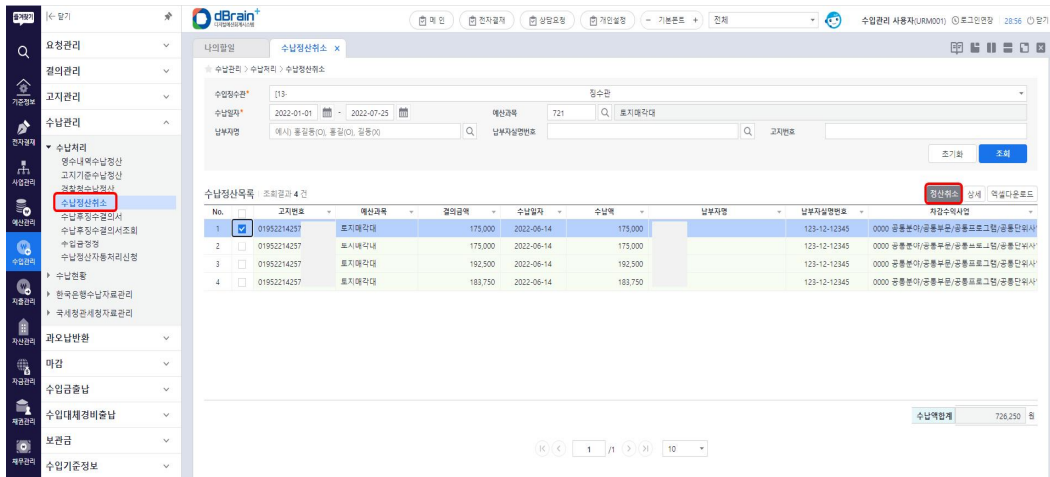 즐겨찾기
|← 닫기
dBrain+
디지털예산회계시스템
메 인
전자결재
상담요청
개인설정
- 기본폰트 +
전체
수입관리 사용자(URM001)
로그인연장
28:56
닫기
기준정보
전자결재
사업관리
예산관리
수입관리
지출관리
자산관리
자금관리
채권관리
재무관리
요청관리
결의관리
고지관리
수납관리
▼ 수납처리
영수내역수납정산
고지기준수납정산
경찰청수납정산
수납정산취소
수납후징수결의서
수납후징수결의서조회
수입금정정
수납정산자동처리신청
수납현황
한국은행수납자료관리
국세청관세청자료관리
과오납반환
마감
수입금출납
수입대체경비출납
보관금
수입기준정보
나의할일
수납정산취소 x
수납관리 > 수납처리 > 수납정산취소
수입징수관* [13- 징수관
수납일자* 2022-01-01 - 2022-07-25 예산과목 721 토지매각대
납부자명 예시) 홍길동(O), 홍길(O), 길동(X) 납부자실명번호 고지번호
초기화 조회
수납정산목록 조회결과 4 건
정산취소 상세 엑셀다운로드
No. 고지번호 예산과목 결의금액 수납일자 수납액 납부자명 납부자실명번호 차감수익사업
1 01952214257 토지매각대 175,000 2022-06-14 175,000 123-12-12345 0000 공통분야/공통부문/공통프로그램/공통단위사
2 01952214257 토지매각대 175,000 2022-06-14 175,000 123-12-12345 0000 공통분야/공통부문/공통프로그램/공통단위사
3 01952214257 토지매각대 192,500 2022-06-14 192,500 123-12-12345 0000 공통분야/공통부문/공통프로그램/공통단위사
4 01952214257 토지매각대 183,750 2022-06-14 183,750 123-12-12345 0000 공통분야/공통부문/공통프로그램/공통단위사
수납액합계 726,250 원
1 /1 10